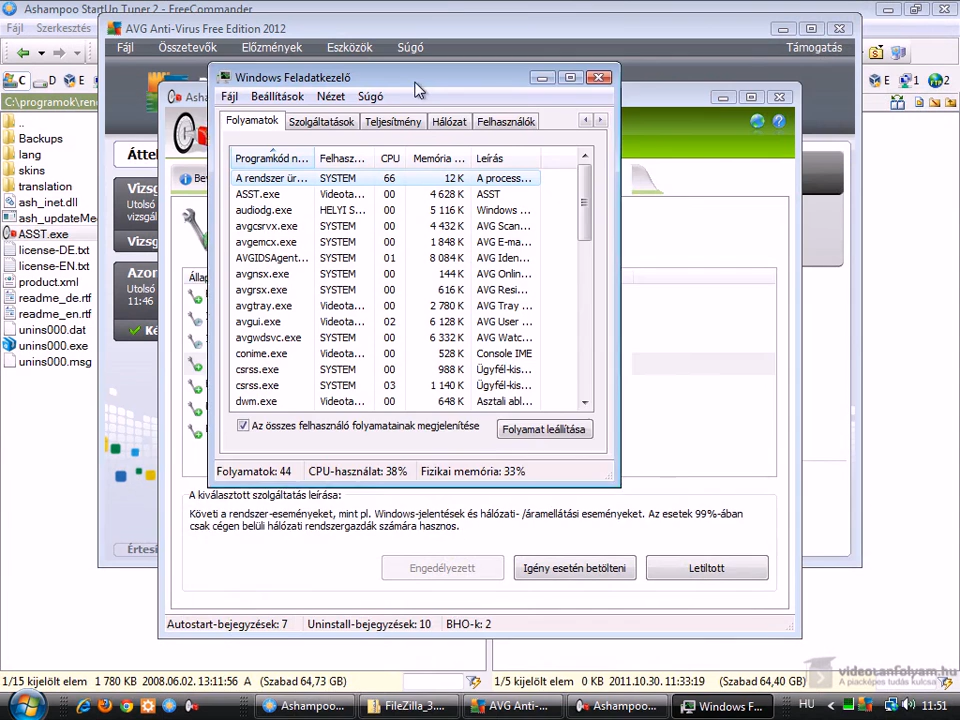 Ashampoo StartUp Tuner 2 - FreeCommander
Fájl Szerkesztés
AVG Anti-Virus Free Edition 2012
Fájl Összetevők Előzmények Eszközök Súgó Támogatás
C D E
E 1 2
C:\programok\
..
Backups
lang
skins
translation
ash_inet.dll
ash_updateMe
ASST.exe
license-DE.txt
license-EN.txt
product.xml
readme_de.rtf
readme_en.rtf
unins000.dat
unins000.exe
unins000.msg
Vizsg
Utolsó
vizsgál
Vizsg
Azon
Utolsó
11:46
Ké
Értesí
Asha
Be
Állap
Windows Feladatkezelő
Fájl Beállítások Nézet Súgó
Folyamatok Szolgáltatások Teljesítmény Hálózat Felhasználók
Programkód n... Felhasz... CPU Memória ... Leírás
A rendszer ür... SYSTEM 66 12 K A process...
ASST.exe Videota... 00 4 628 K ASST
audiodg.exe HELYI S... 00 5 116 K Windows ...
avgcsrvx.exe SYSTEM 00 4 432 K AVG Scan...
avgemcx.exe SYSTEM 00 1 848 K AVG E-ma...
AVGIDSAgent... SYSTEM 01 8 084 K AVG Iden...
avgnsx.exe SYSTEM 00 144 K AVG Onlin...
avgrsx.exe SYSTEM 00 616 K AVG Resi...
avgtray.exe Videota... 00 2 780 K AVG Tray ...
avgui.exe Videota... 02 6 128 K AVG User ...
avgwdsvc.exe SYSTEM 00 6 332 K AVG Watc...
conime.exe Videota... 00 528 K Console IME
csrss.exe SYSTEM 00 988 K Ügyfél-kis...
csrss.exe SYSTEM 03 1 140 K Ügyfél-kis...
dwm.exe Videota... 00 648 K Asztali abl...
Az összes felhasználó folyamatainak megjelenítése
Folyamat leállítása
Folyamatok: 44 CPU-használat: 38% Fizikai memória: 33%
A kiválasztott szolgáltatás leírása:
Követi a rendszer-eseményeket, mint pl. Windows-jelentések és hálózati- /áramellátási eseményeket. Az esetek 99%-ában
csak cégen belüli hálózati rendszergazdák számára hasznos.
Engedélyezett Igény esetén betölteni Letiltott
Autostart-bejegyzések: 7 Uninstall-bejegyzések: 10 BHO-k: 2
videotanfolyam.hu
A piacképes tudás kulcsa
1/15 kijelölt elem 1 780 KB 2008.06.02. 13:11:56 A (Szabad 64,73 GB)
1/5 kijelölt elem 0 KB 2011.10.30. 11:33:19 (Szabad 64,40 GB)
Ashampoo... FileZilla_3.... AVG Anti-... Ashampoo... Windows F... HU 11:51